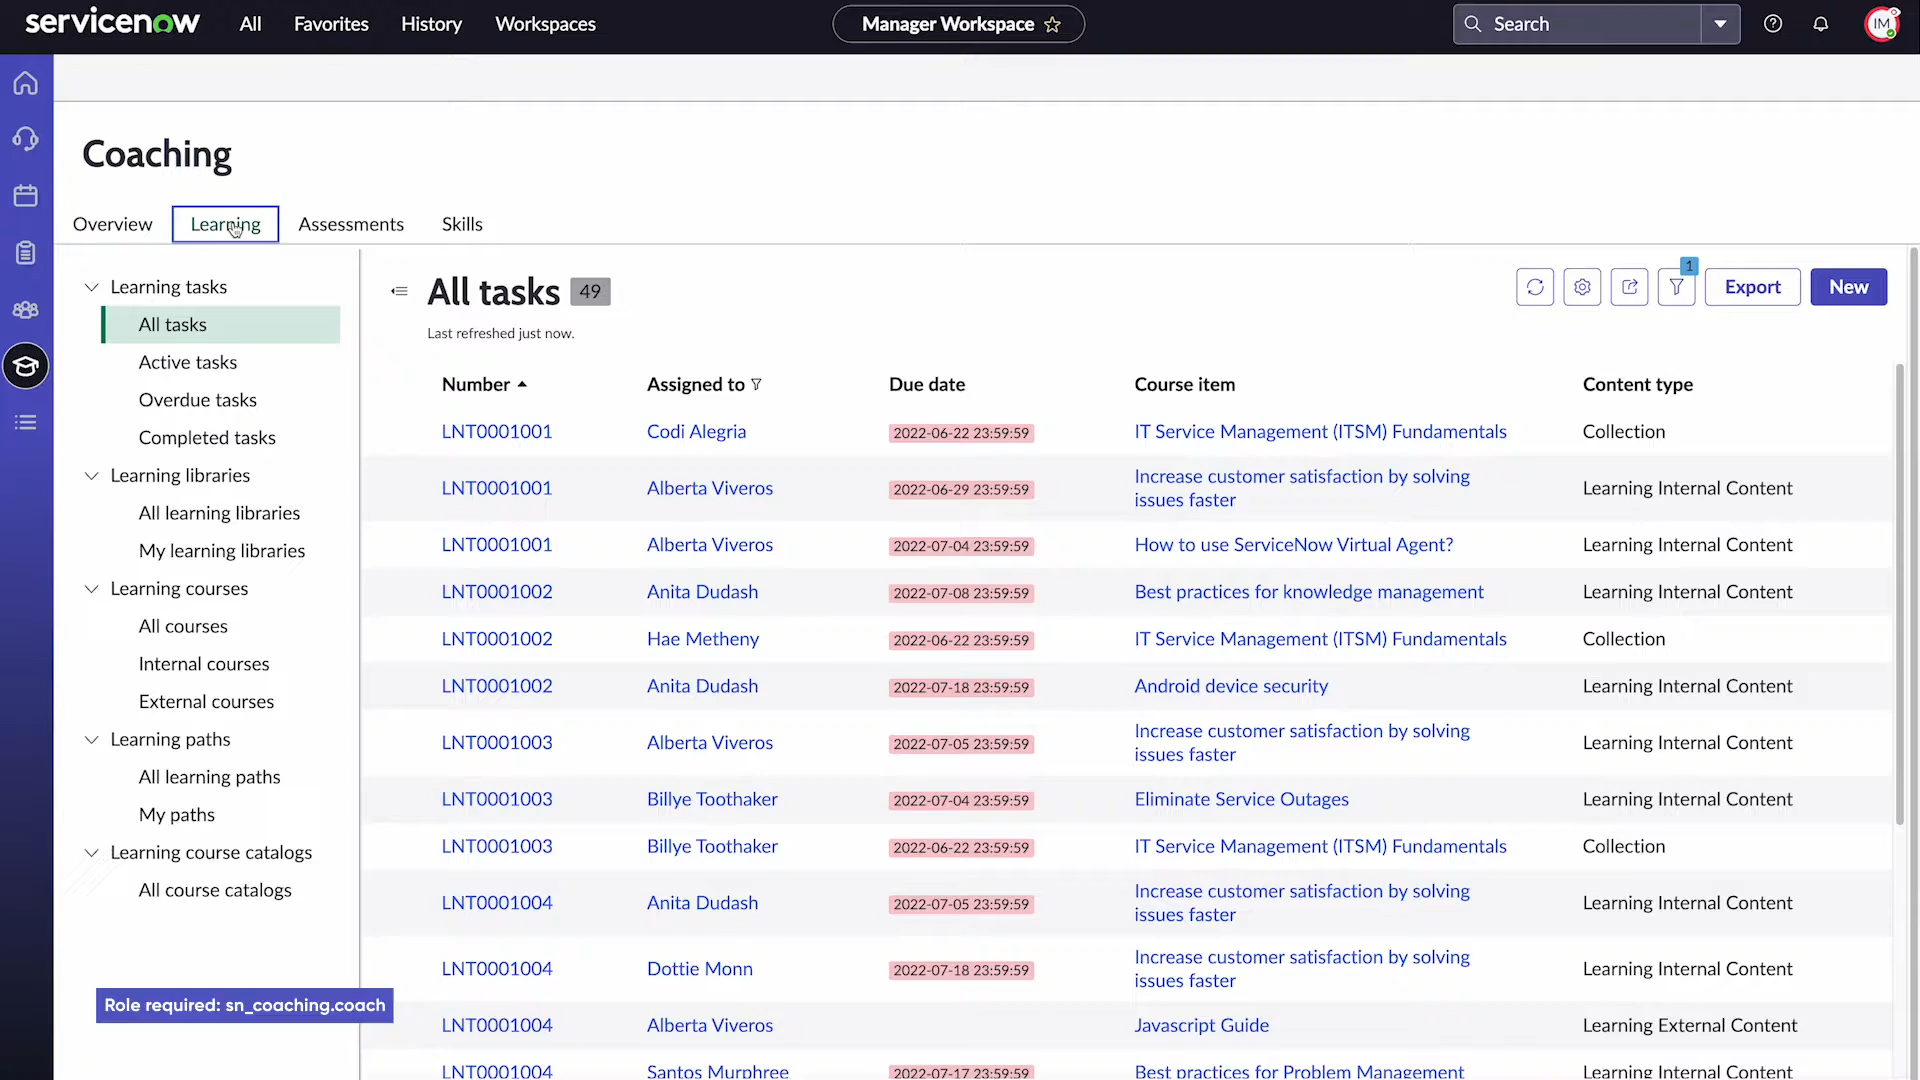 servicenow All Favorites History Workspaces Manager Workspace Search IM
Coaching
Overview Learning Assessments Skills
Learning tasks
All tasks
Active tasks
Overdue tasks
Completed tasks
Learning libraries
All learning libraries
My learning libraries
Learning courses
All courses
Internal courses
External courses
Learning paths
All learning paths
My paths
Learning course catalogs
All course catalogs
Role required: sn_coaching.coach
All tasks 49
Last refreshed just now.
1
Export New
Number Assigned to Due date Course item Content type
LNT0001001 Codi Alegria 2022-06-22 23:59:59 IT Service Management (ITSM) Fundamentals Collection
LNT0001001 Alberta Viveros 2022-06-29 23:59:59 Increase customer satisfaction by solving
issues faster Learning Internal Content
LNT0001001 Alberta Viveros 2022-07-04 23:59:59 How to use ServiceNow Virtual Agent? Learning Internal Content
LNT0001002 Anita Dudash 2022-07-08 23:59:59 Best practices for knowledge management Learning Internal Content
LNT0001002 Hae Metheny 2022-06-22 23:59:59 IT Service Management (ITSM) Fundamentals Collection
LNT0001002 Anita Dudash 2022-07-18 23:59:59 Android device security Learning Internal Content
LNT0001003 Alberta Viveros 2022-07-05 23:59:59 Increase customer satisfaction by solving
issues faster Learning Internal Content
LNT0001003 Billye Toothaker 2022-07-04 23:59:59 Eliminate Service Outages Learning Internal Content
LNT0001003 Billye Toothaker 2022-06-22 23:59:59 IT Service Management (ITSM) Fundamentals Collection
LNT0001004 Anita Dudash 2022-07-05 23:59:59 Increase customer satisfaction by solving
issues faster Learning Internal Content
LNT0001004 Dottie Monn 2022-07-18 23:59:59 Increase customer satisfaction by solving
issues faster Learning Internal Content
LNT0001004 Alberta Viveros Javascript Guide Learning External Content
LNT0001004 Santos Murphree 2022-07-17 23:59:59 Best practices for Problem Management Learning Internal Content